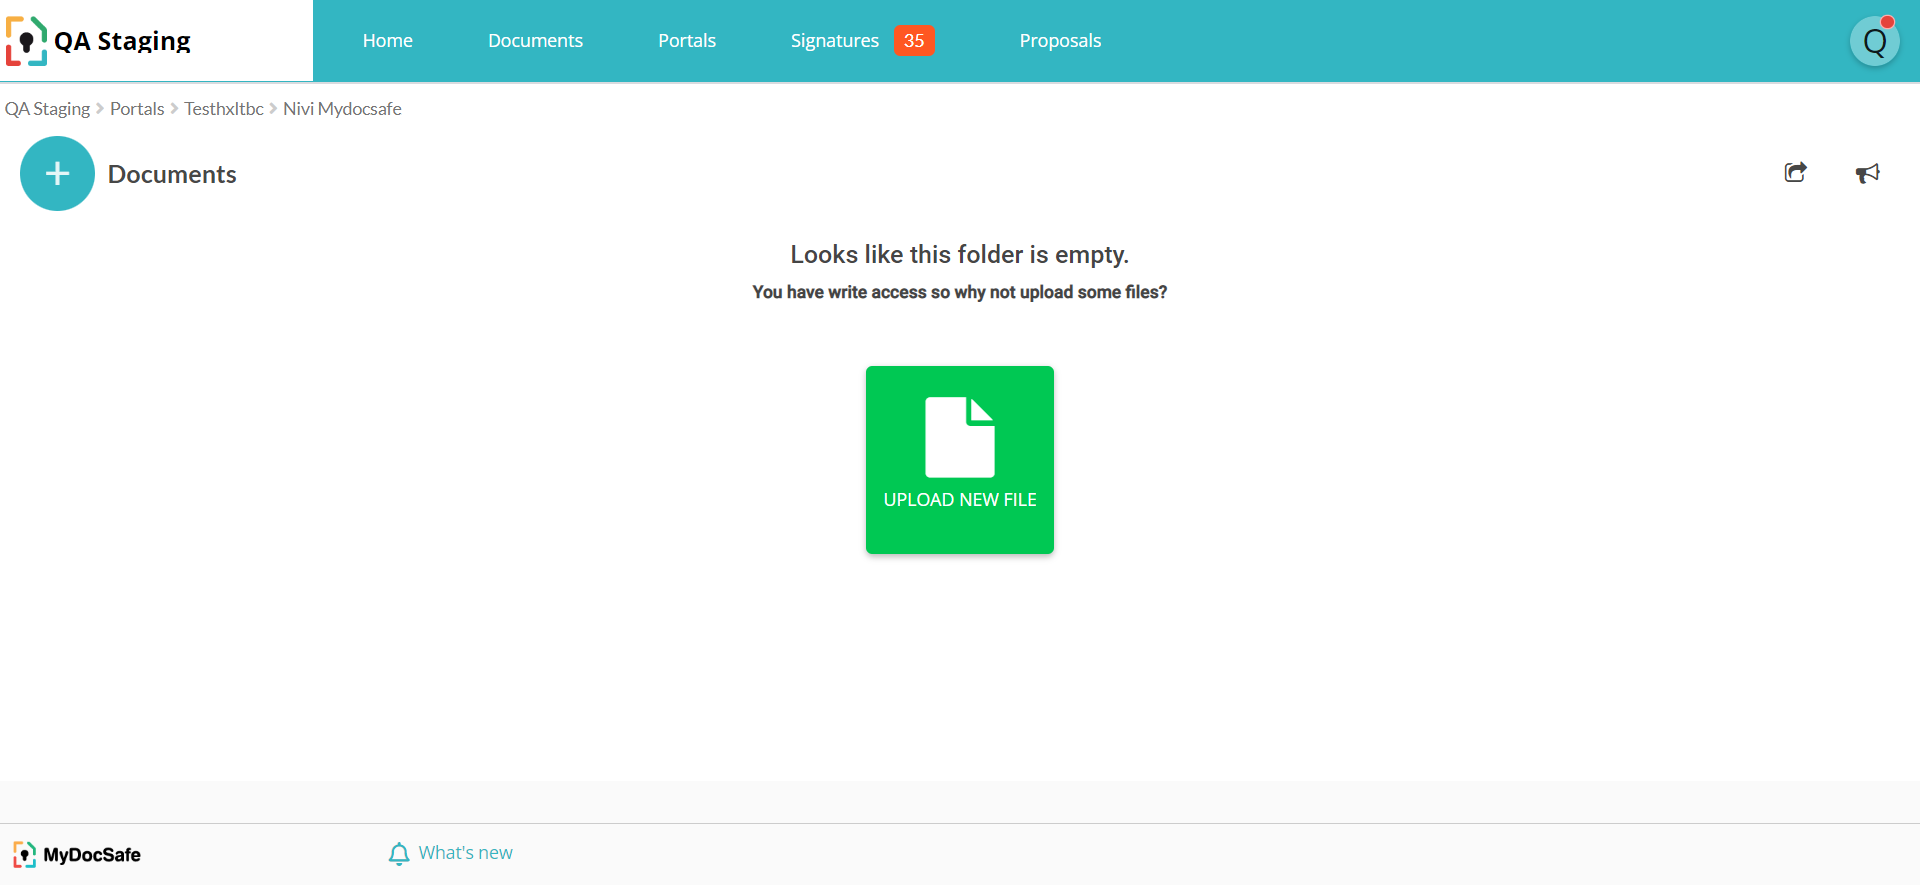 QA Staging
Home Documents Portals Signatures 35 Proposals
Q
QA Staging Portals Testhxltbc Nivi Mydocsafe
+ Documents
Looks like this folder is empty.
You have write access so why not upload some files?
UPLOAD NEW FILE
MyDocSafe What's new